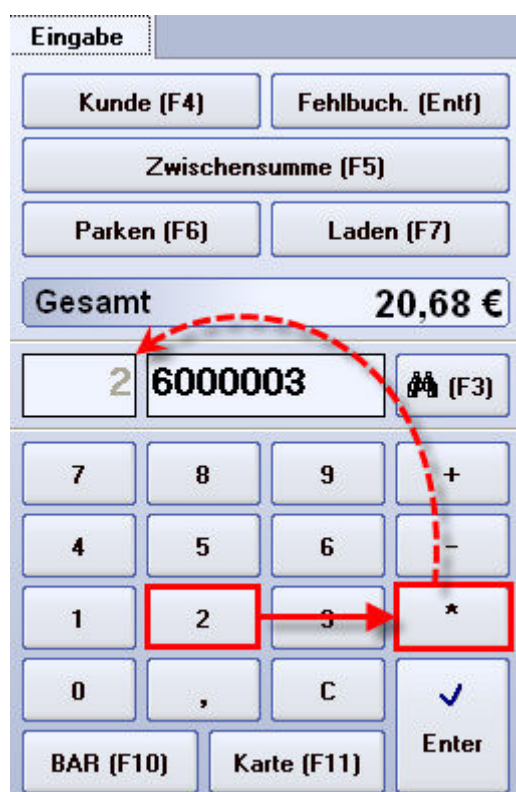 Eingabe
Kunde (F4) Fehlbuch. (Entf)
Zwischensumme (F5)
Parken (F6) Laden (F7)
Gesamt 20,68 €
2 6000003 (F3)
7 8 9 +
4 5 6 -
1 2 3 *
0 , C
Enter
BAR (F10) Karte (F11)